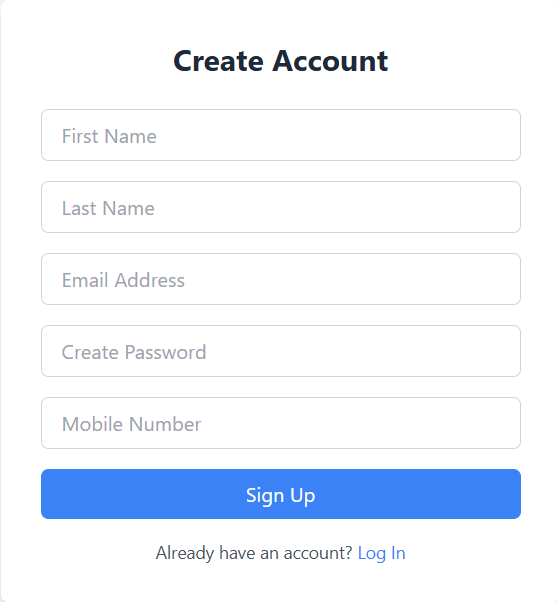 Create Account
First Name
Last Name
Email Address
Create Password
Mobile Number
Sign Up
Already have an account? Log In